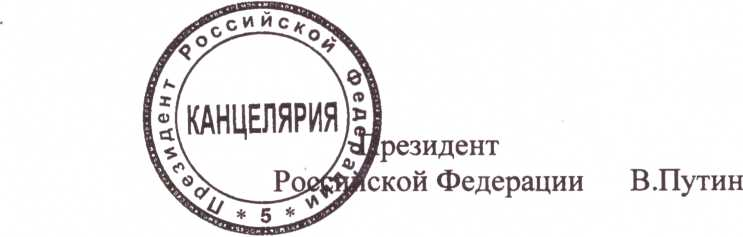 Президент Российской Федерации
* 5 *
КАНЦЕЛЯРИЯ
Президент
Российской Федерации В.Путин